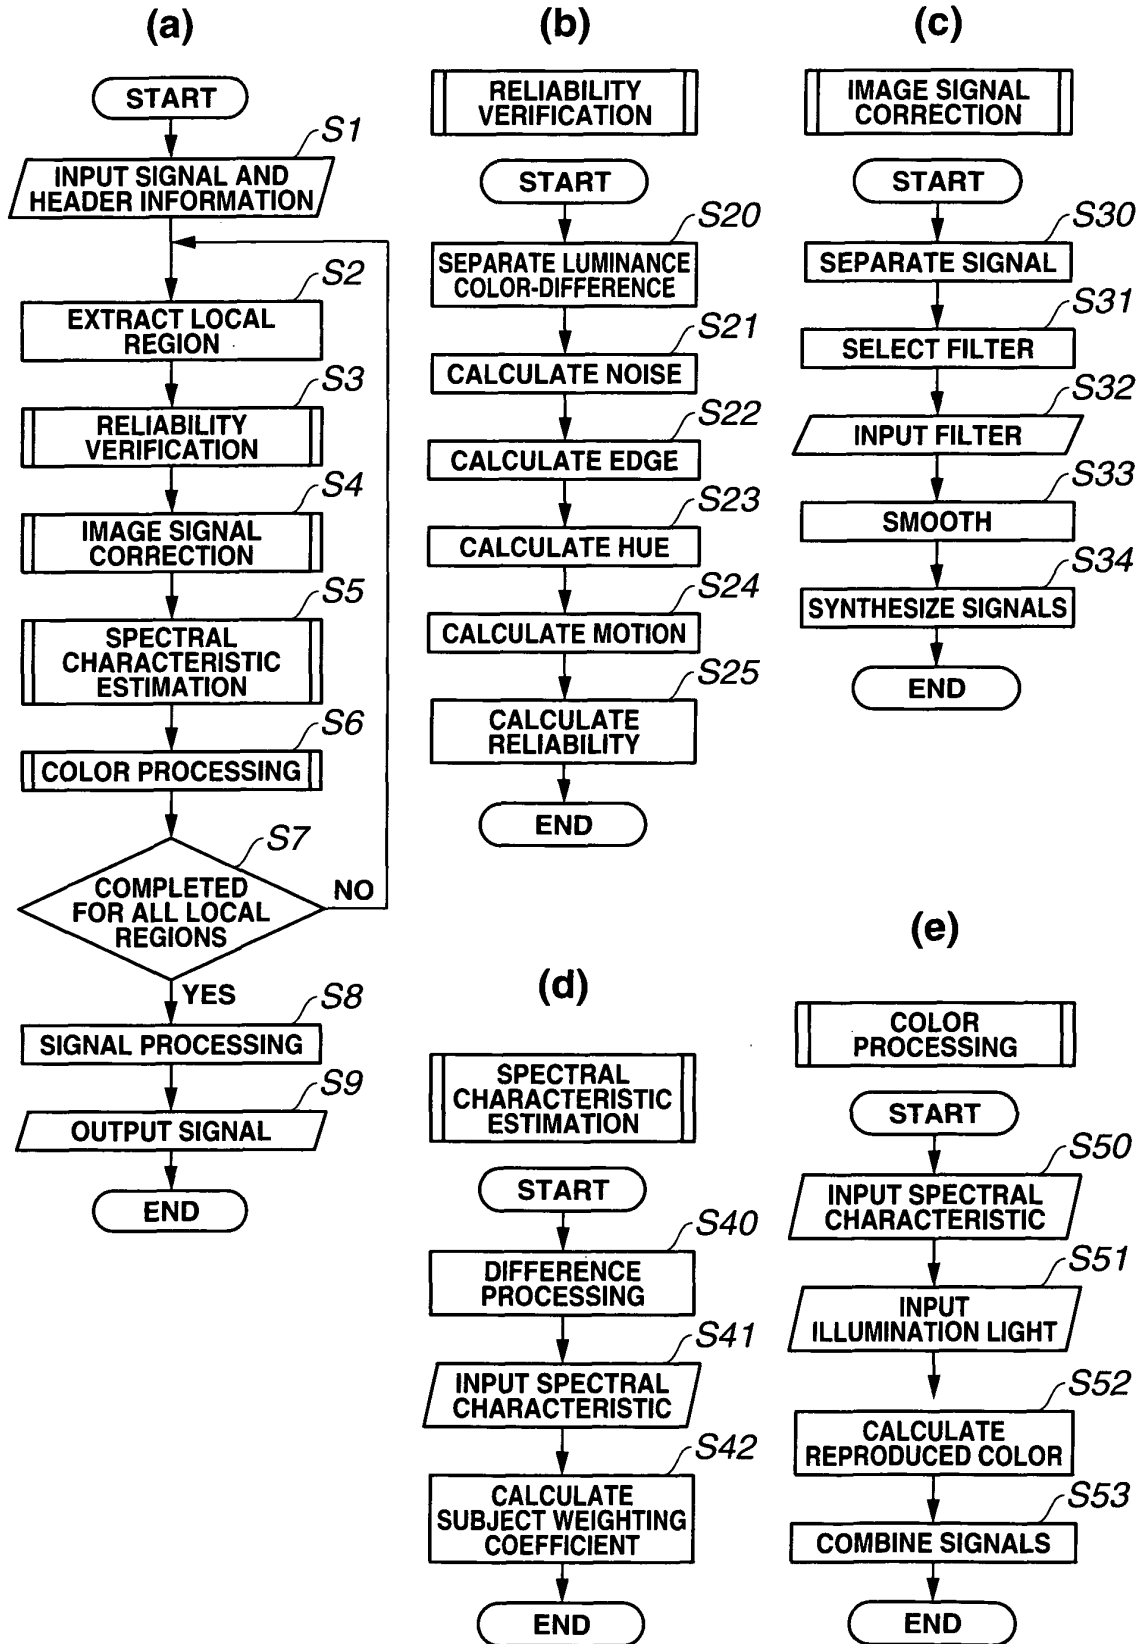 (a)
START
S1
INPUT SIGNAL AND
HEADER INFORMATION
S2
EXTRACT LOCAL
REGION
S3
RELIABILITY
VERIFICATION
S4
IMAGE SIGNAL
CORRECTION
S5
SPECTRAL
CHARACTERISTIC
ESTIMATION
S6
COLOR PROCESSING
S7
COMPLETED
FOR ALL LOCAL
REGIONS
NO
YES
S8
SIGNAL PROCESSING
S9
OUTPUT SIGNAL
END
(b)
RELIABILITY
VERIFICATION
START
S20
SEPARATE LUMINANCE
COLOR-DIFFERENCE
S21
CALCULATE NOISE
S22
CALCULATE EDGE
S23
CALCULATE HUE
S24
CALCULATE MOTION
S25
CALCULATE
RELIABILITY
END
(c)
IMAGE SIGNAL
CORRECTION
START
S30
SEPARATE SIGNAL
S31
SELECT FILTER
S32
INPUT FILTER
S33
SMOOTH
S34
SYNTHESIZE SIGNALS
END
(d)
SPECTRAL
CHARACTERISTIC
ESTIMATION
START
S40
DIFFERENCE
PROCESSING
S41
INPUT SPECTRAL
CHARACTERISTIC
S42
CALCULATE
SUBJECT WEIGHTING
COEFFICIENT
END
(e)
COLOR
PROCESSING
START
S50
INPUT SPECTRAL
CHARACTERISTIC
S51
INPUT
ILLUMINATION LIGHT
S52
CALCULATE
REPRODUCED COLOR
S53
COMBINE SIGNALS
END